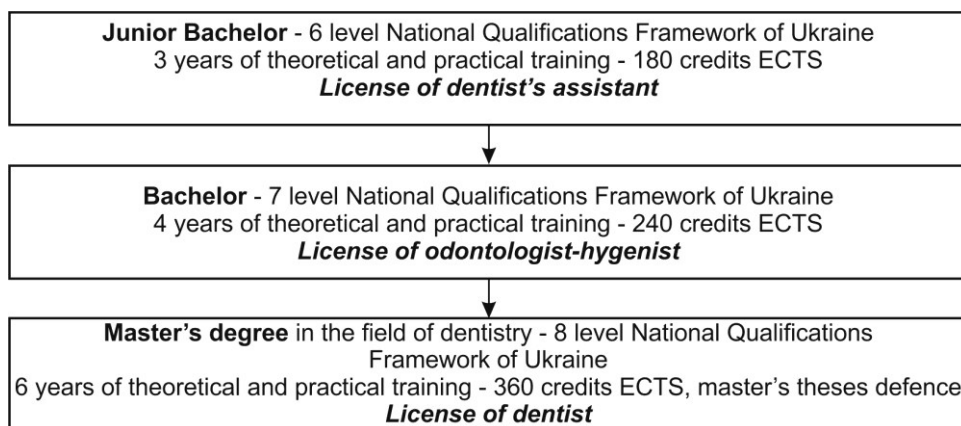 Junior Bachelor - 6 level National Qualifications Framework of Ukraine
3 years of theoretical and practical training - 180 credits ECTS
License of dentist's assistant
Bachelor - 7 level National Qualifications Framework of Ukraine
4 years of theoretical and practical training - 240 credits ECTS
License of odontologist-hygenist
Master's degree in the field of dentistry - 8 level National Qualifications
Framework of Ukraine
6 years of theoretical and practical training - 360 credits ECTS, master's theses defence
License of dentist